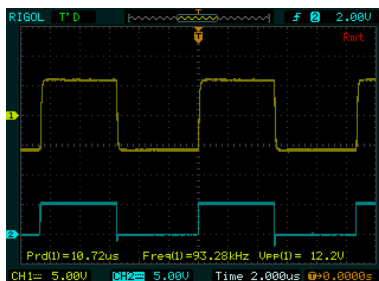 RIGOL T'D T f 2 2.00V
T
Rmt
1
2
Prd(1)=10.72us Freq(1)=93.28kHz Vpp(1)= 12.2V
CH1 5.00V CH2 5.00V Time 2.000us T→0.0000s